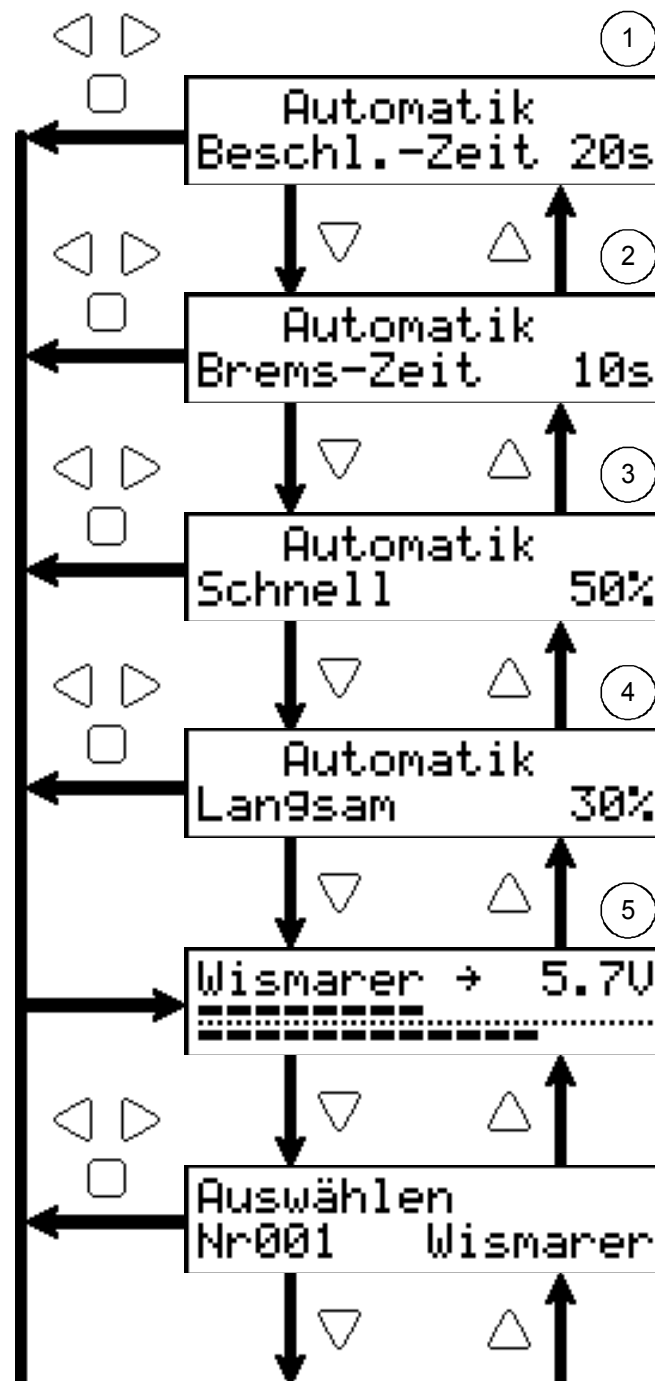 1
Automatik
Beschl.-Zeit 20s
2
Automatik
Brems-Zeit 10s
3
Automatik
Schnell 50%
4
Automatik
Langsam 30%
5
Wismarer → 5.7V
Auswählen
Nr001 Wismarer